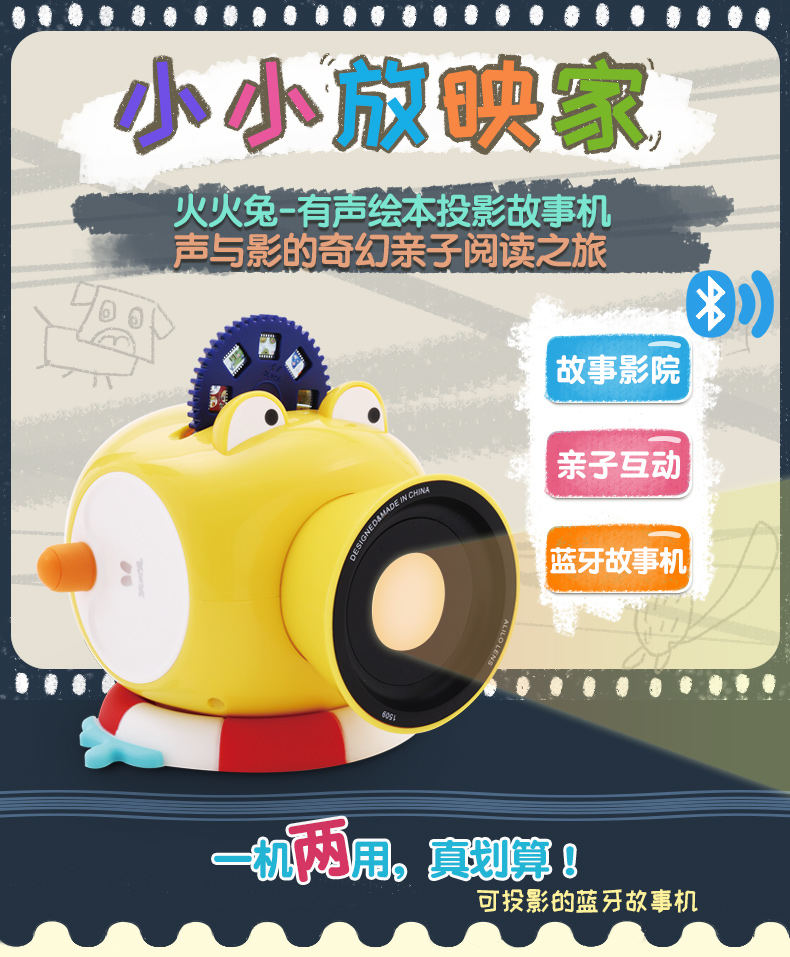 小小放映家
火火兔-有声绘本投影故事机
声与影的奇幻亲子阅读之旅
故事影院
亲子互动
蓝牙故事机
DESIGNED&MADE IN CHINA
ALILO LENS
1509
一机两用，真划算！
可投影的蓝牙故事机